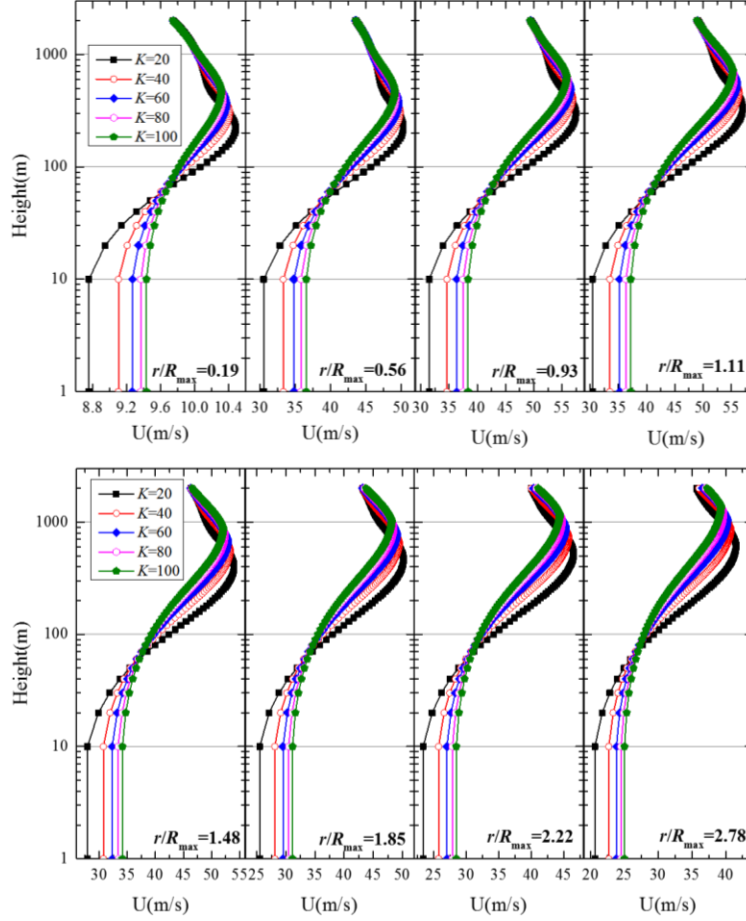 1000
100
10
1
Height(m)
K=20
K=40
K=60
K=80
K=100
r/Rmax=0.19
r/Rmax=0.56
r/Rmax=0.93
r/Rmax=1.11
8.8 9.2 9.6 10.0 10.4
30 35 40 45 50
35 40 45 50 55
30 35 40 45 50 55
U(m/s) U(m/s) U(m/s) U(m/s)
1000
100
10
1
Height(m)
K=20
K=40
K=60
K=80
K=100
r/Rmax=1.48
r/Rmax=1.85
r/Rmax=2.22
r/Rmax=2.78
30 35 40 45 50 55
25 30 35 40 45 50
25 30 35 40 45
20 25 30 35 40
U(m/s) U(m/s) U(m/s) U(m/s)